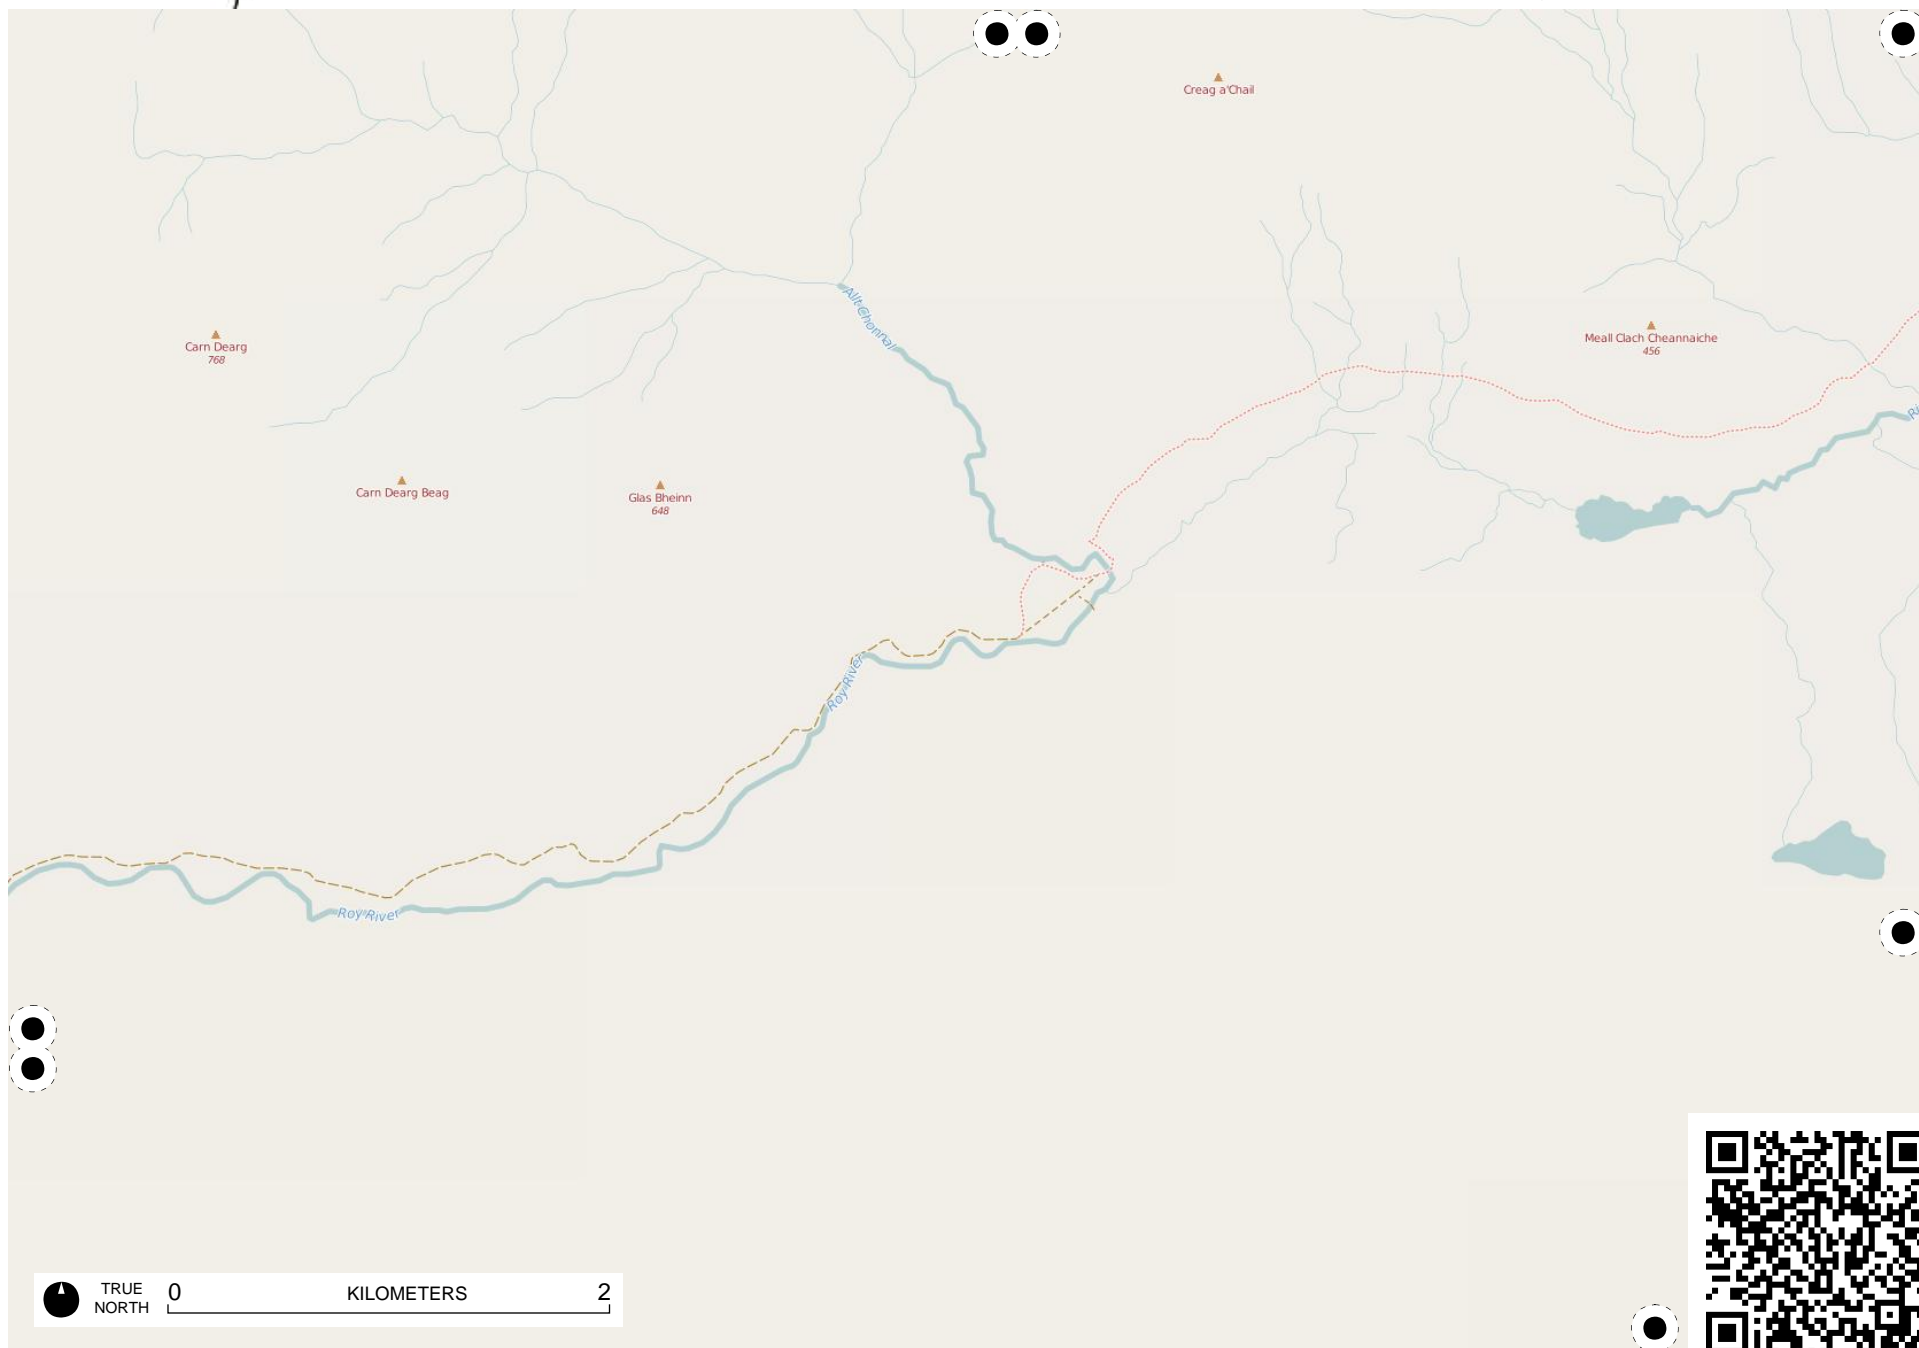 Creag a'Chail
Allt Chonnal
Carn Dearg
768
Meall Clach Cheannaiche
456
Carn Dearg Beag
Glas Bheinn
648
Roy River
Roy River
TRUE
NORTH
0 KILOMETERS 2